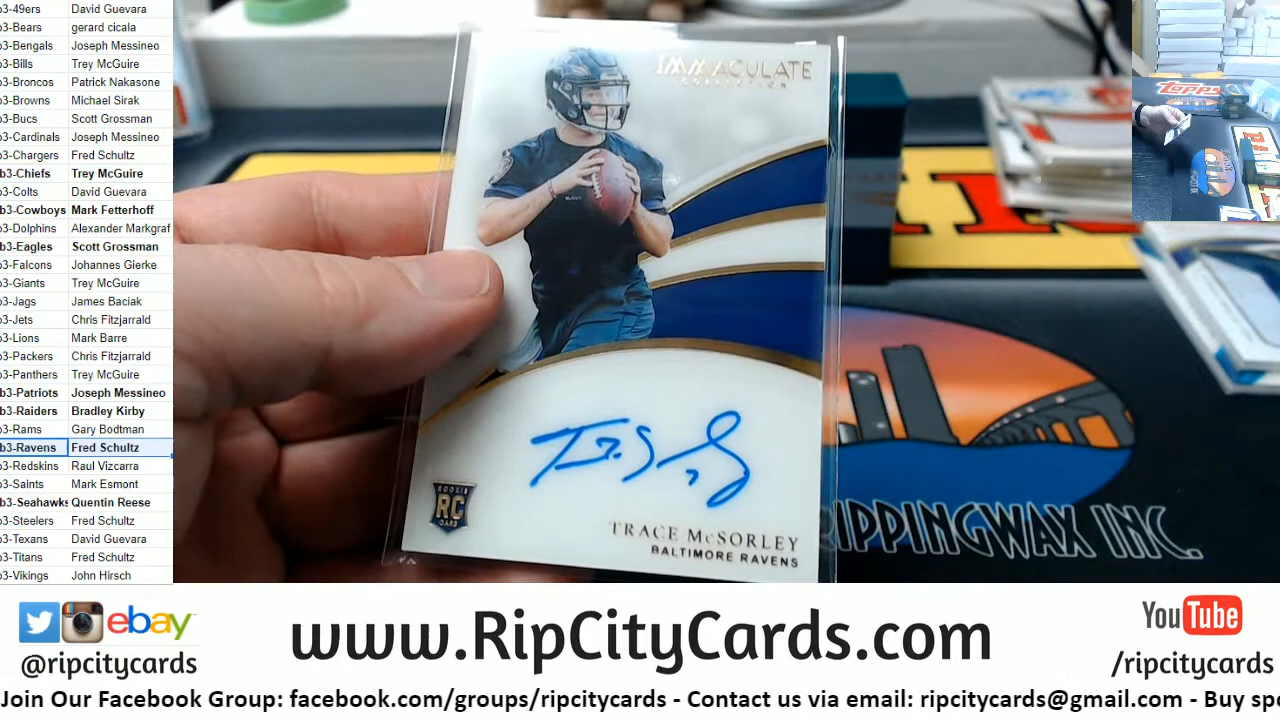 b3-49ers David Guevara
b3-Bears gerard cicala
b3-Bengals Joseph Messineo
b3-Bills Trey McGuire
b3-Broncos Patrick Nakasone
b3-Browns Michael Sirak
b3-Bucs Scott Grossman
b3-Cardinals Joseph Messineo
b3-Chargers Fred Schultz
b3-Chiefs Trey McGuire
b3-Colts David Guevara
b3-Cowboys Mark Fetterhoff
b3-Dolphins Alexander Markgraf
b3-Eagles Scott Grossman
b3-Falcons Johannes Gierke
b3-Giants Trey McGuire
b3-Jags James Baciak
b3-Jets Chris Fitzjarrald
b3-Lions Mark Barre
b3-Packers Chris Fitzjarrald
b3-Panthers Trey McGuire
b3-Patriots Joseph Messineo
b3-Raiders Bradley Kirby
b3-Rams Gary Bodtman
b3-Ravens Fred Schultz
b3-Redskins Raul Vizcarra
b3-Saints Mark Esmont
b3-Seahawks Quentin Reese
b3-Steelers Fred Schultz
b3-Texans David Guevara
b3-Titans Fred Schultz
b3-Vikings John Hirsch
IMMACULATE
COLLECTION
ROOKIE
RC
CARD
TRACE McSORLEY
BALTIMORE RAVENS
RIPPINGWAX INC.
Topps
ebay
@ripcitycards
www.RipCityCards.com
YouTube
/ripcitycards
Join Our Facebook Group: facebook.com/groups/ripcitycards - Contact us via email: ripcitycards@gmail.com - Buy spo